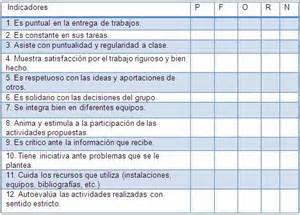 Indicadores P F O R N
1. Es puntual en la entrega de trabajos.
2. Es constante en sus tareas.
3. Asiste con puntualidad y regularidad a clase.
4. Muestra satisfacción por el trabajo riguroso y bien
hecho.
5. Es respetuoso con las ideas y aportaciones de
otros.
6. Es solidario con las decisiones del grupo.
7. Se integra bien en diferentes equipos.
8. Anima y estimula a la participación de las
actividades propuestas.
9. Es crítico ante la información que recibe.
10. Tiene iniciativa ante problemas que se le
plantea.
11. Cuida los recursos que utiliza (instalaciones,
equipos, bibliografías, etc.)
12. Autoevalúa las actividades realizadas con
sentido estricto.